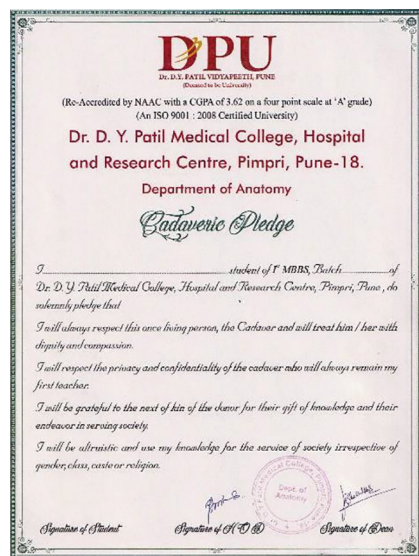 DPU
Dr. D.Y. PATIL VIDYAPEETH, PUNE
(Deemed to be University)
(Re-Accredited by NAAC with a CGPA of 3.62 on a four point scale at 'A' grade)
(An ISO 9001 : 2008 Certified University)
Dr. D. Y. Patil Medical College, Hospital
and Research Centre, Pimpri, Pune-18.
Department of Anatomy
Cadaveric Pledge
I student of 1st MBBS, Batch of
Dr. D. Y. Patil Medical College, Hospital and Research Centre, Pimpri, Pune, do
solemnly pledge that
I will always respect this once living person, the Cadaver and will treat him / her with
dignity and compassion.
I will respect the privacy and confidentiality of the cadaver who will always remain my
first teacher.
I will be grateful to the next of kin of the donor for their gift of knowledge and their
endeavor in serving society.
I will be altruistic and use my knowledge for the service of society irrespective of
gender, class, caste or religion.
Dept. of
Anatomy
Signature of Student Signature of H O D Signature of Dean